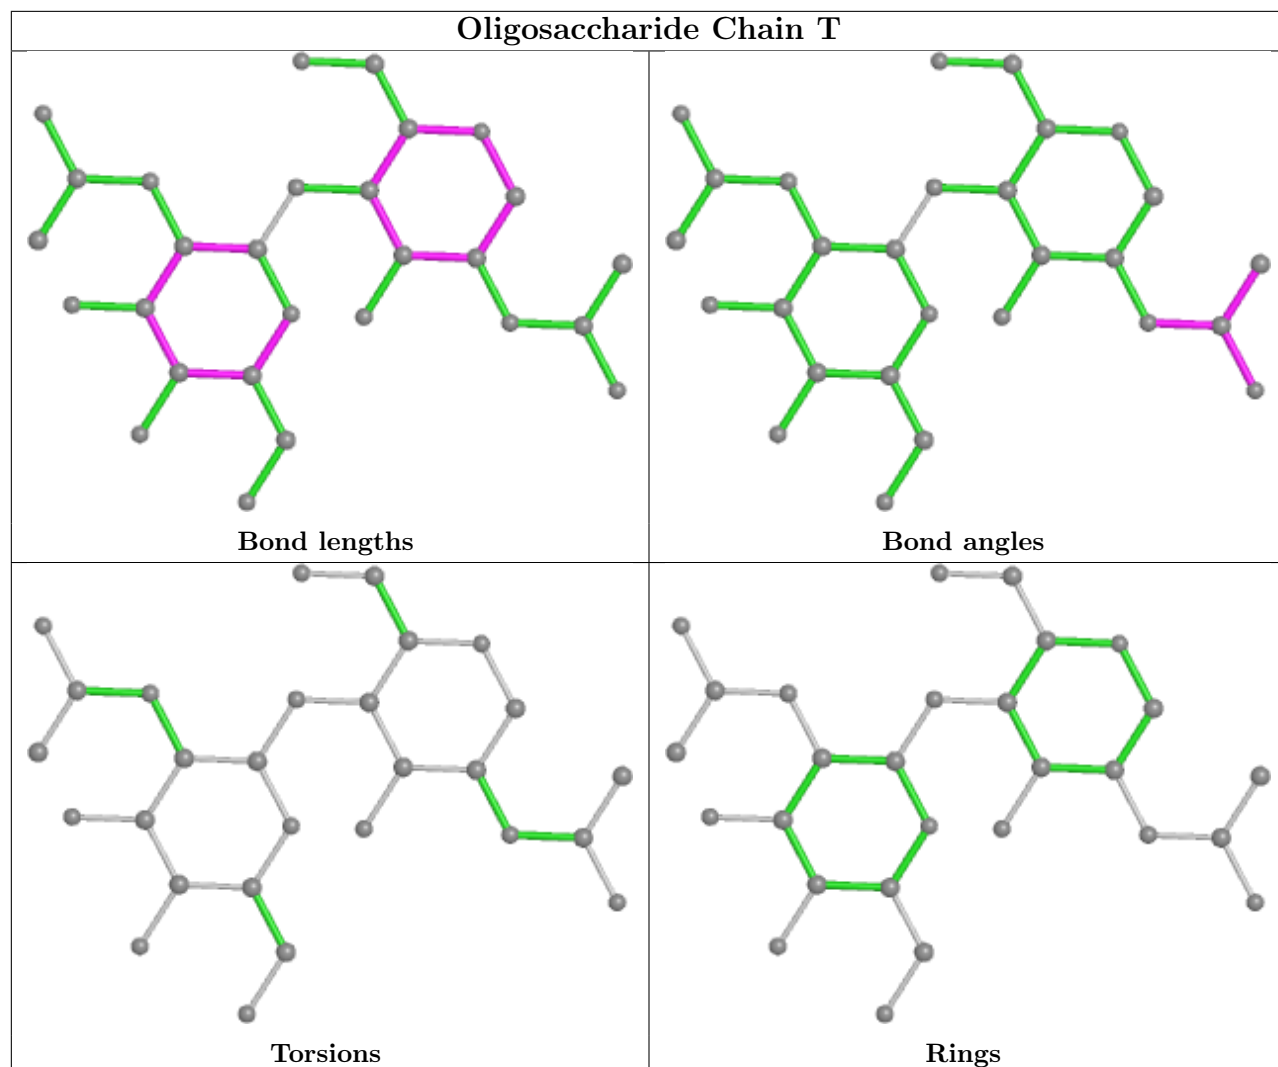 Oligosaccharide Chain T
Bond lengths
Bond angles
Torsions
Rings